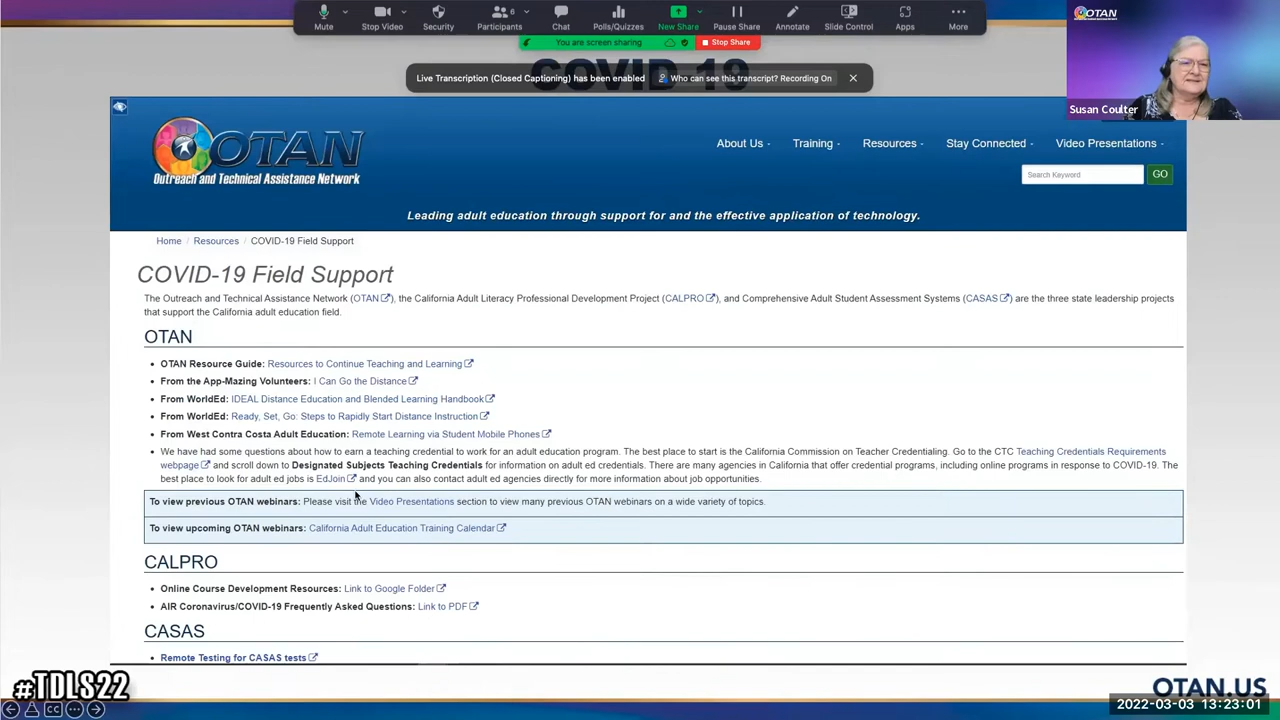 Mute
Stop Video
Security
Participants
6
Chat
Polls/Quizzes
New Share
Pause Share
Annotate
Slide Control
Apps
More
You are screen sharing
Stop Share
OTAN
COVID-19
Live Transcription (Closed Captioning) has been enabled
Who can see this transcript? Recording On
Susan Coulter
OTAN
Outreach and Technical Assistance Network
About Us
Training
Resources
Stay Connected
Video Presentations
Search Keyword
GO
Leading adult education through support for and the effective application of technology.
Home / Resources / COVID-19 Field Support
COVID-19 Field Support
The Outreach and Technical Assistance Network (OTAN), the California Adult Literacy Professional Development Project (CALPRO), and Comprehensive Adult Student Assessment Systems (CASAS) are the three state leadership projects
that support the California adult education field.
OTAN
• OTAN Resource Guide: Resources to Continue Teaching and Learning
• From the App-Mazing Volunteers: I Can Go the Distance
• From WorldEd: IDEAL Distance Education and Blended Learning Handbook
• From WorldEd: Ready, Set, Go: Steps to Rapidly Start Distance Instruction
• From West Contra Costa Adult Education: Remote Learning via Student Mobile Phones
• We have had some questions about how to earn a teaching credential to work for an adult education program. The best place to start is the California Commission on Teacher Credentialing. Go to the CTC Teaching Credentials Requirements
webpage and scroll down to Designated Subjects Teaching Credentials for information on adult ed credentials. There are many agencies in California that offer credential programs, including online programs in response to COVID-19. The
best place to look for adult ed jobs is EdJoin and you can also contact adult ed agencies directly for more information about job opportunities.
To view previous OTAN webinars: Please visit the Video Presentations section to view many previous OTAN webinars on a wide variety of topics.
To view upcoming OTAN webinars: California Adult Education Training Calendar
CALPRO
• Online Course Development Resources: Link to Google Folder
• AIR Coronavirus/COVID-19 Frequently Asked Questions: Link to PDF
CASAS
• Remote Testing for CASAS tests
#TDLS22
CC
OTAN.US
2022-03-03 13:23:01